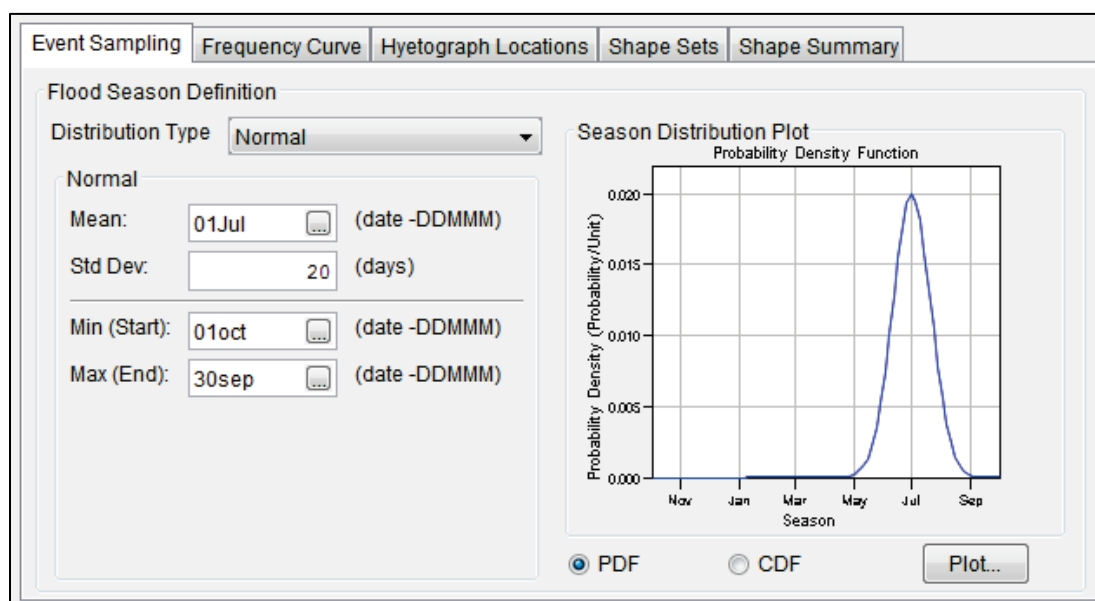 Event Sampling Frequency Curve Hyetograph Locations Shape Sets Shape Summary
Flood Season Definition
Distribution Type Normal
Normal
Mean: 01Jul ... (date -DDMMM)
Std Dev: 20 (days)
Min (Start): 01oct ... (date -DDMMM)
Max (End): 30sep ... (date -DDMMM)
Season Distribution Plot
Probability Density Function
Probability Density (Probability/Unit)
0.020
0.015
0.010
0.005
0.000
Nov Jan Mar May Jul Sep
Season
PDF CDF Plot...